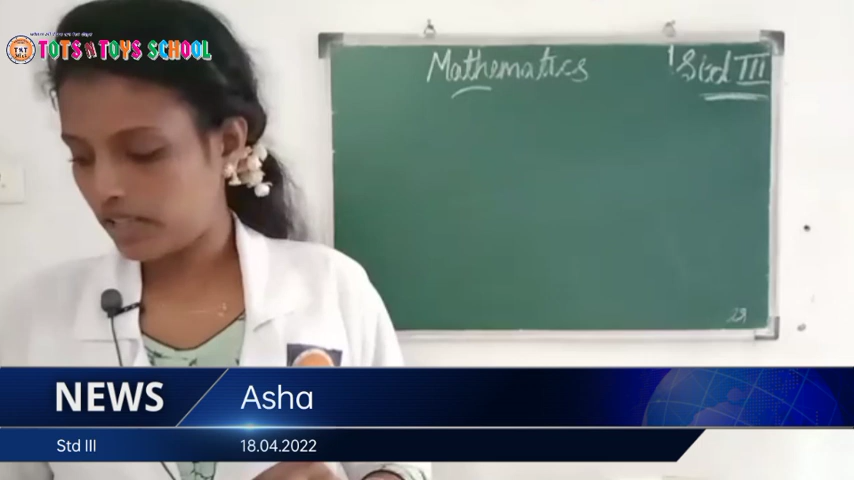 TOTS N TOYS SCHOOL
Mathematics
Std III
NEWS
Asha
Std III
18.04.2022